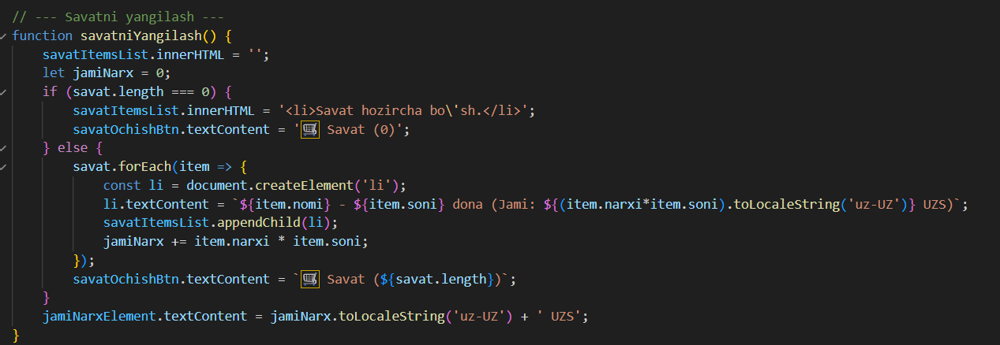 // --- Savatni yangilash ---
function savatniYangilash() {
    savatItemsList.innerHTML = '';
    let jamiNarx = 0;
    if (savat.length === 0) {
        savatItemsList.innerHTML = '<li>Savat hozircha bo\'sh.</li>';
        savatOchishBtn.textContent = '🛒 Savat (0)';
    } else {
        savat.forEach(item => {
            const li = document.createElement('li');
            li.textContent = `${item.nomi} - ${item.soni} dona (Jami: ${(item.narxi*item.soni).toLocaleString('uz-UZ')} UZS)`;
            savatItemsList.appendChild(li);
            jamiNarx += item.narxi * item.soni;
        });
        savatOchishBtn.textContent = `🛒 Savat (${savat.length})`;
    }
    jamiNarxElement.textContent = jamiNarx.toLocaleString('uz-UZ') + ' UZS';
}